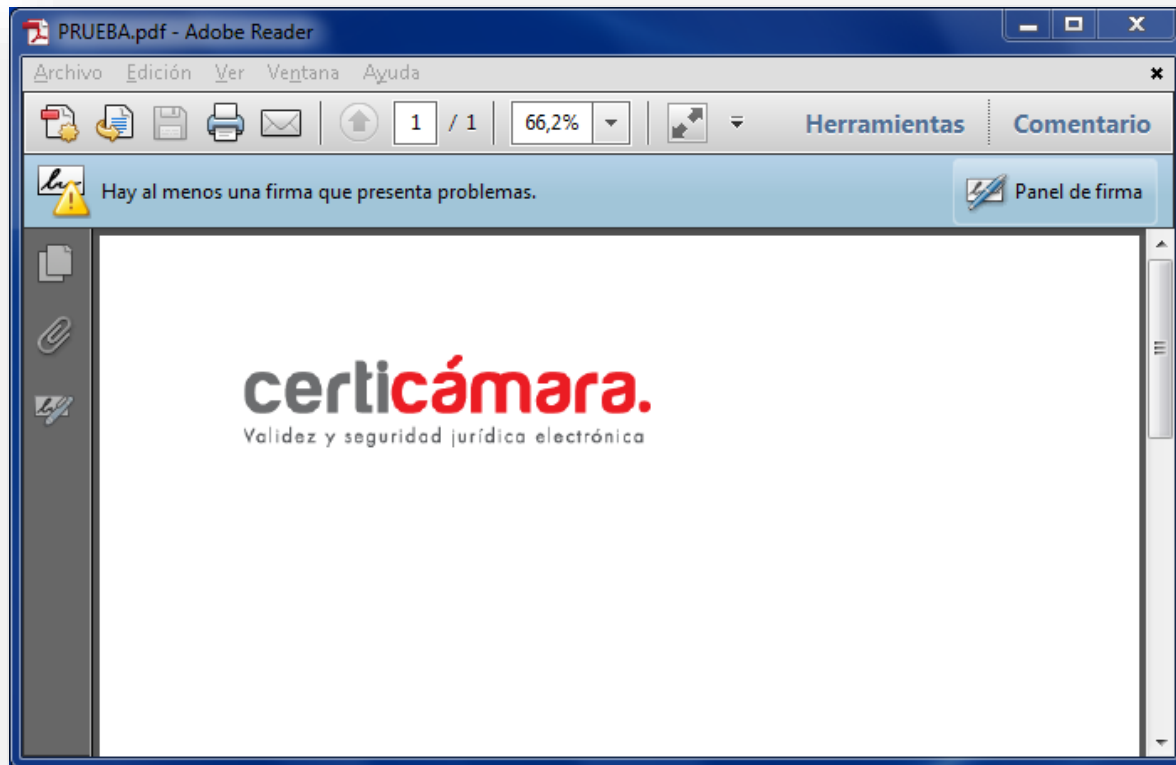 PRUEBA.pdf - Adobe Reader
Archivo Edición Ver Ventana Ayuda
1 / 1 66,2% Herramientas Comentario
Hay al menos una firma que presenta problemas. Panel de firma
certicámara.
Validez y seguridad jurídica electrónica